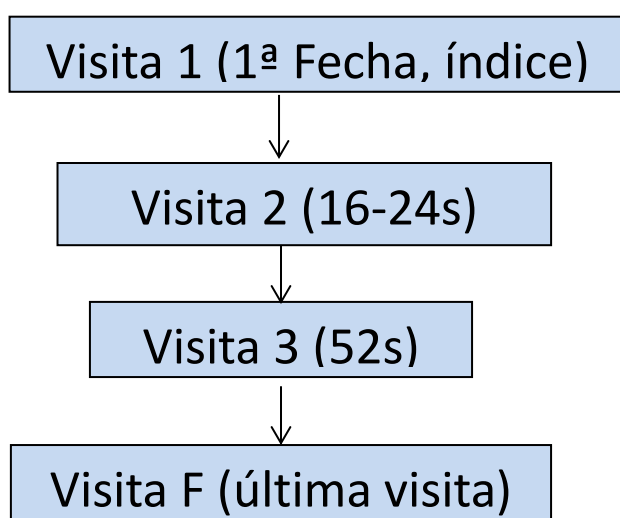 Visita 1 (1ª Fecha, índice)
Visita 2 (16-24s)
Visita 3 (52s)
Visita F (última visita)